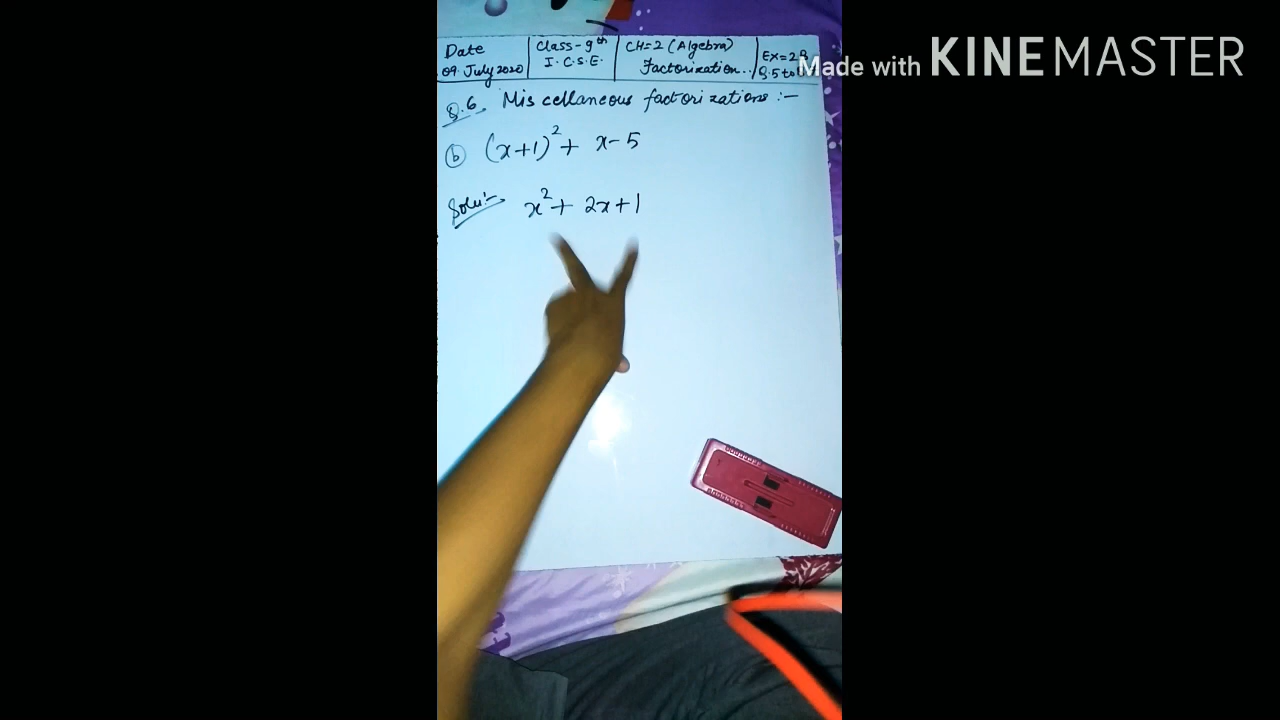 Date
09 July 2020
Class - 9th
I. C. S. E.
CH=2 (Algebra)
Factorization..
Made with KINEMASTER
Q.6. Miscellaneous factorizations :-
(b) (x+1)² + x-5
Solu:- x² + 2x+1